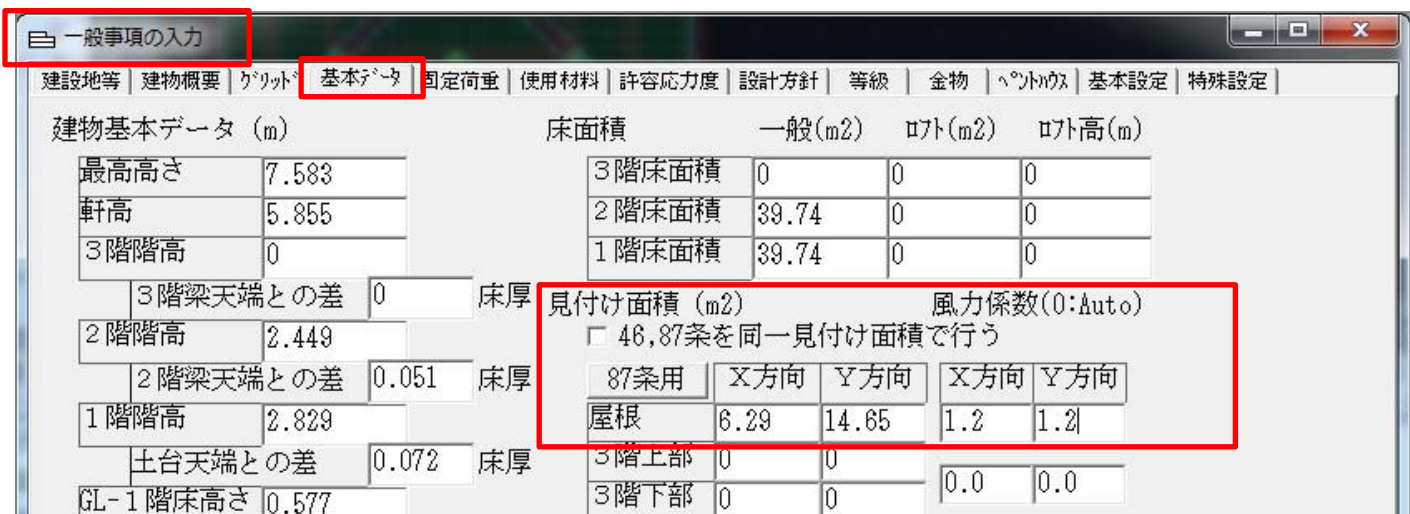 一般事項の入力
建設地等 建物概要 グリッド 基本データ 固定荷重 使用材料 許容応力度 設計方針 等級 金物 ペントハウス 基本設定 特殊設定
建物基本データ (m) 床面積 一般(m2) ロフト(m2) ロフト高(m)
最高高さ 7.583 3階床面積 0 0 0
軒高 5.855 2階床面積 39.74 0 0
3階階高 0 1階床面積 39.74 0 0
3階梁天端との差 0 床厚 見付け面積 (m2) 風力係数(0:Auto)
2階階高 2.449 46,87条を同一見付け面積で行う
2階梁天端との差 0.051 床厚 87条用 X方向 Y方向 X方向 Y方向
1階階高 2.829 屋根 6.29 14.65 1.2 1.2
土台天端との差 0.072 床厚 3階上部 0 0 0.0 0.0
GL-1階床高さ 0.577 3階下部 0 0